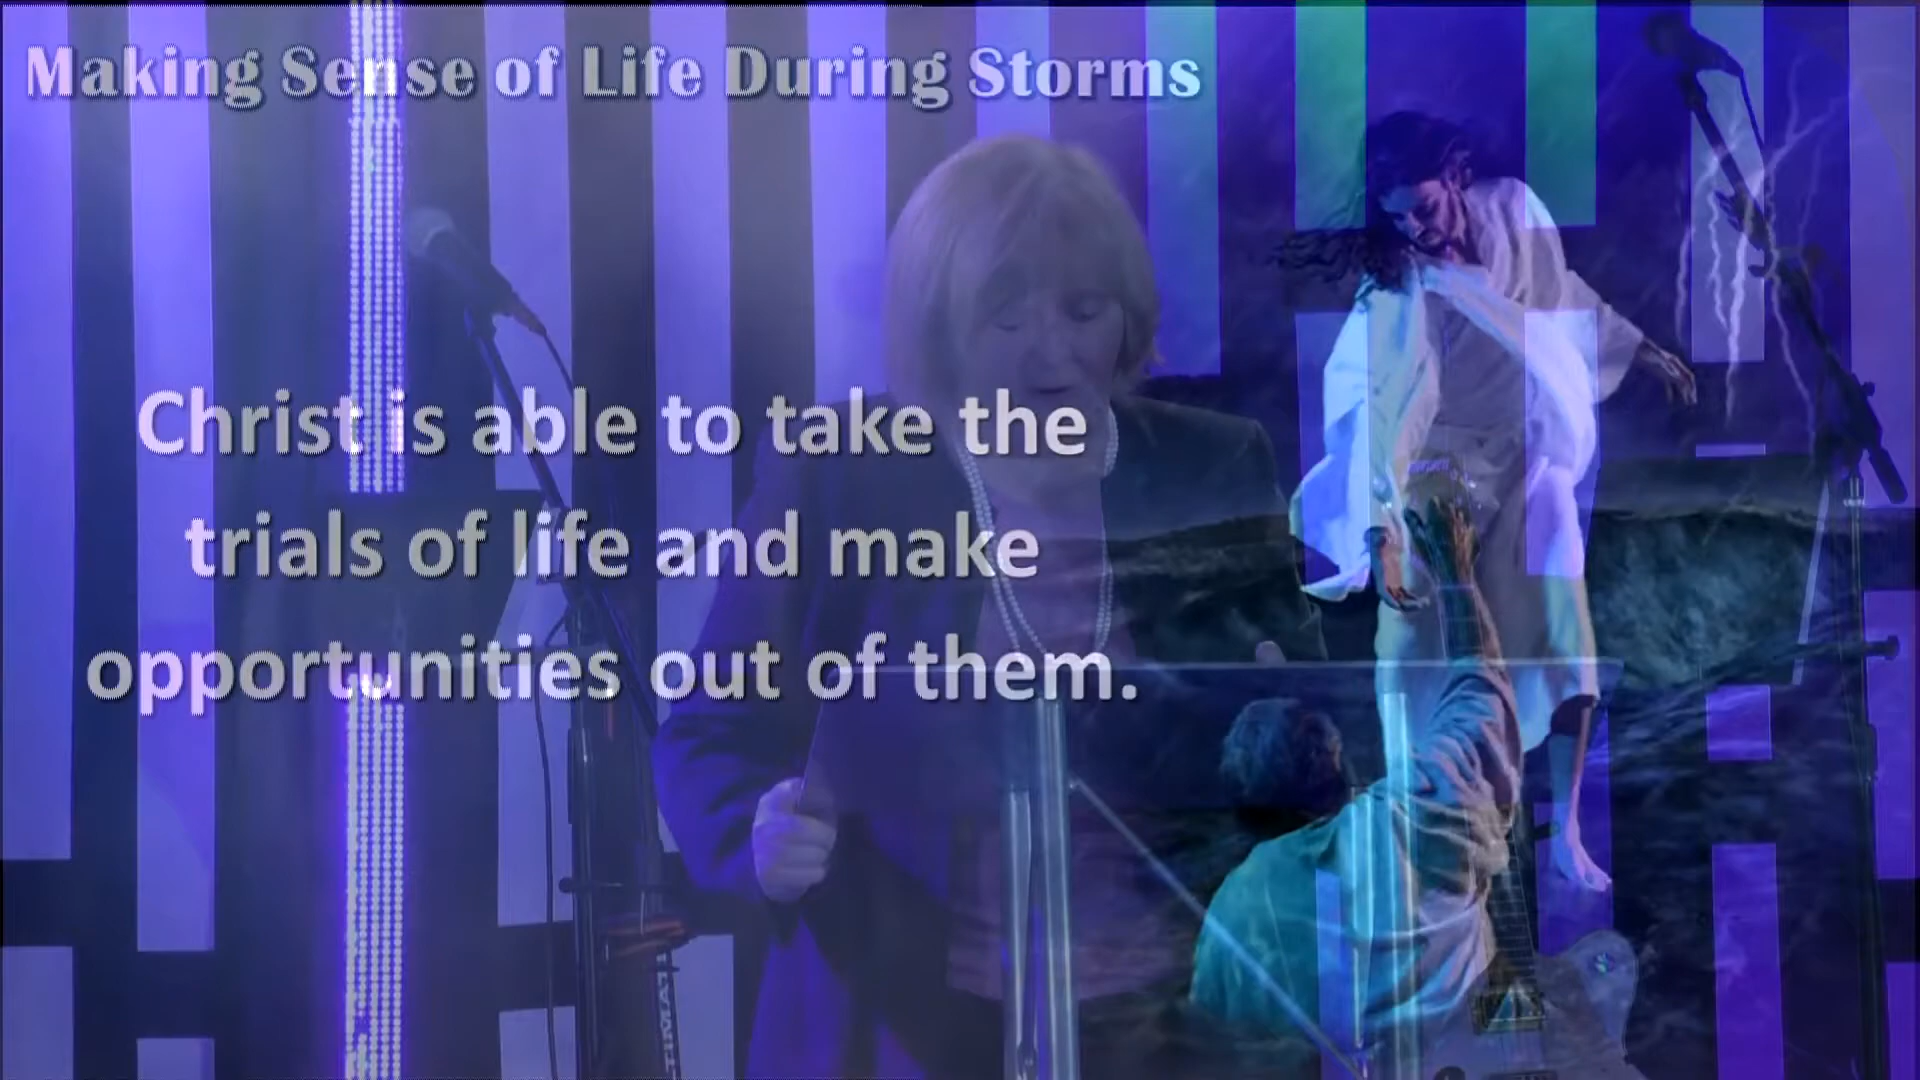 Making Sense of Life During Storms
Christ is able to take the
trials of life and make
opportunities out of them.